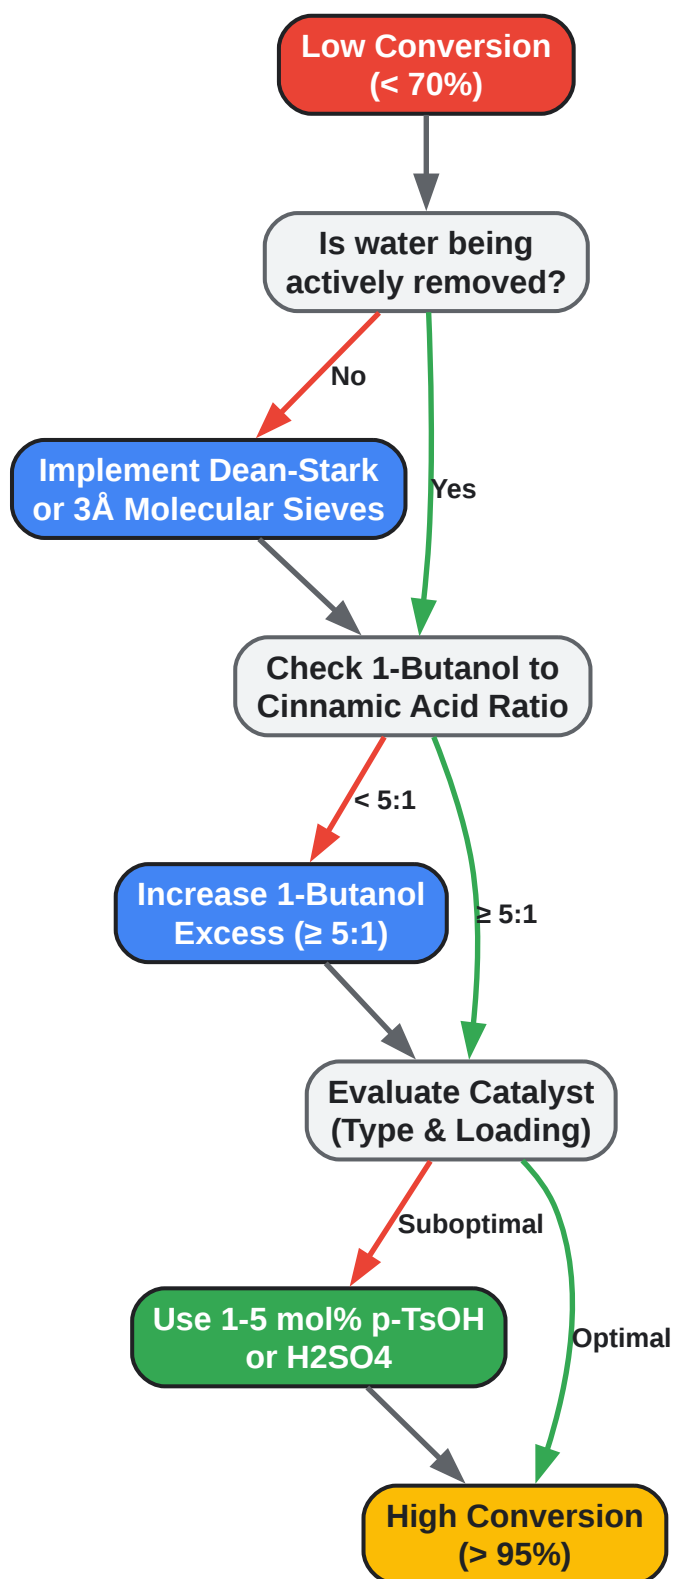 Low Conversion
(< 70%)
Is water being
actively removed?
No
Implement Dean-Stark
or 3Å Molecular Sieves
Yes
Check 1-Butanol to
Cinnamic Acid Ratio
< 5:1
Increase 1-Butanol
Excess (≥ 5:1)
≥ 5:1
Evaluate Catalyst
(Type & Loading)
Suboptimal
Use 1-5 mol% p-TsOH
or H2SO4
Optimal
High Conversion
(> 95%)